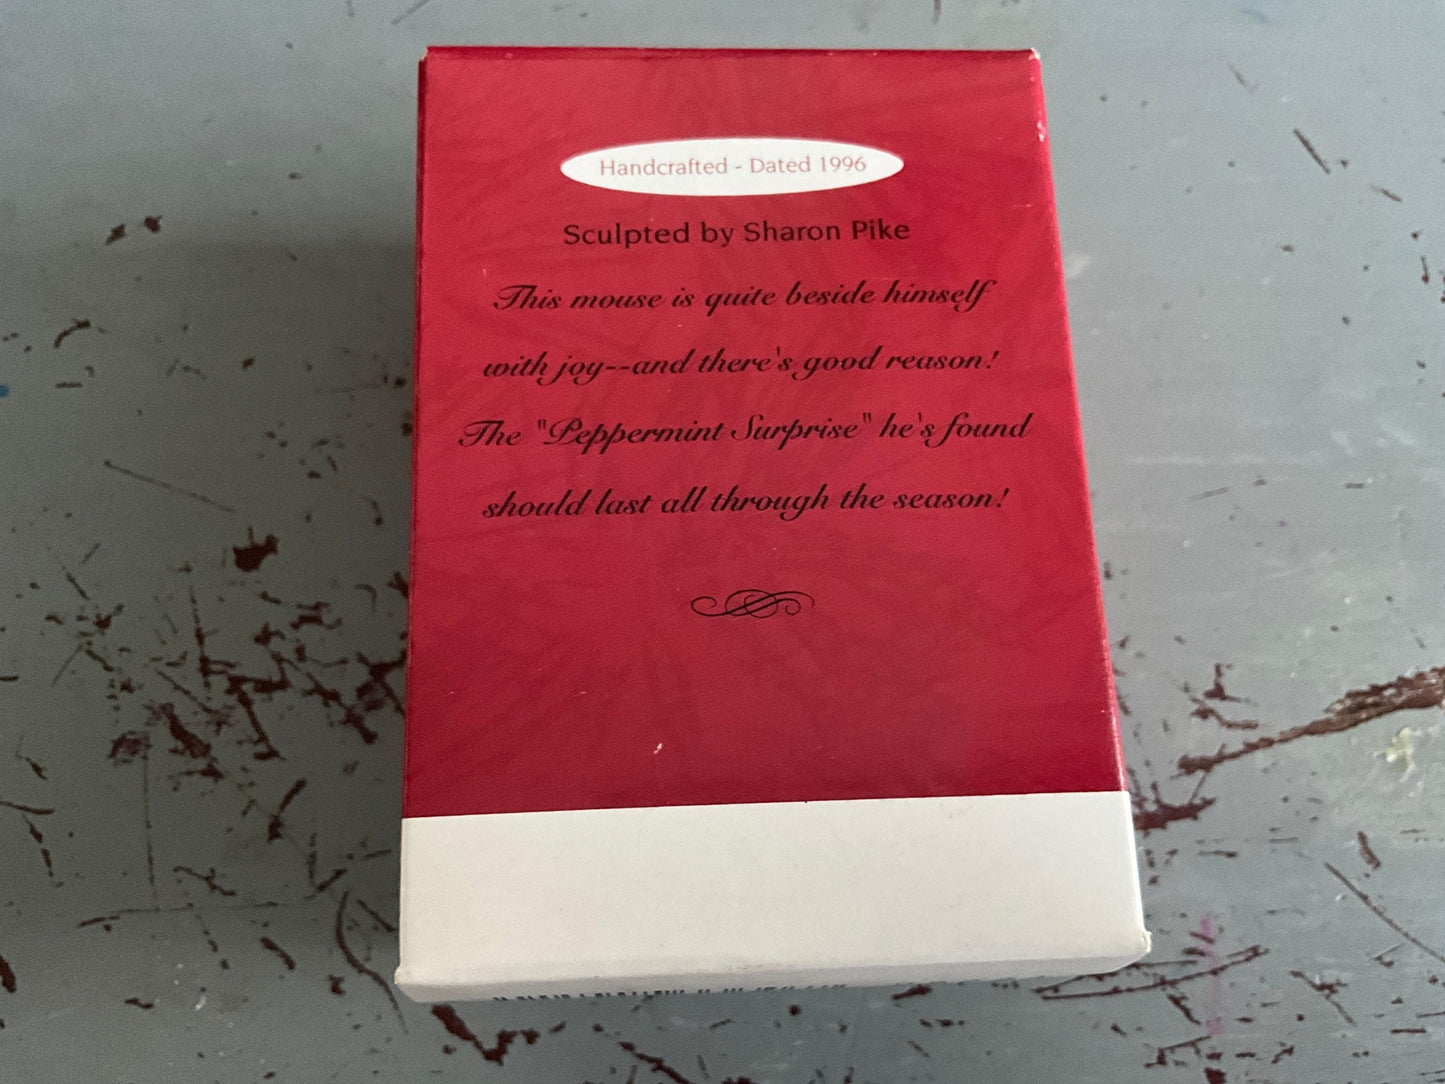 Handcrafted - Dated 1996
Sculpted by Sharon Pike
This mouse is quite beside himself
with joy--and there's good reason!
The "Peppermint Surprise" he's found
should last all through the season!